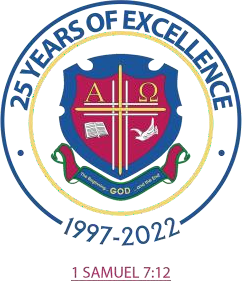 25 YEARS OF EXCELLENCE
Α Ω
The Beginning... GOD ...and the End
1997-2022
1 SAMUEL 7:12